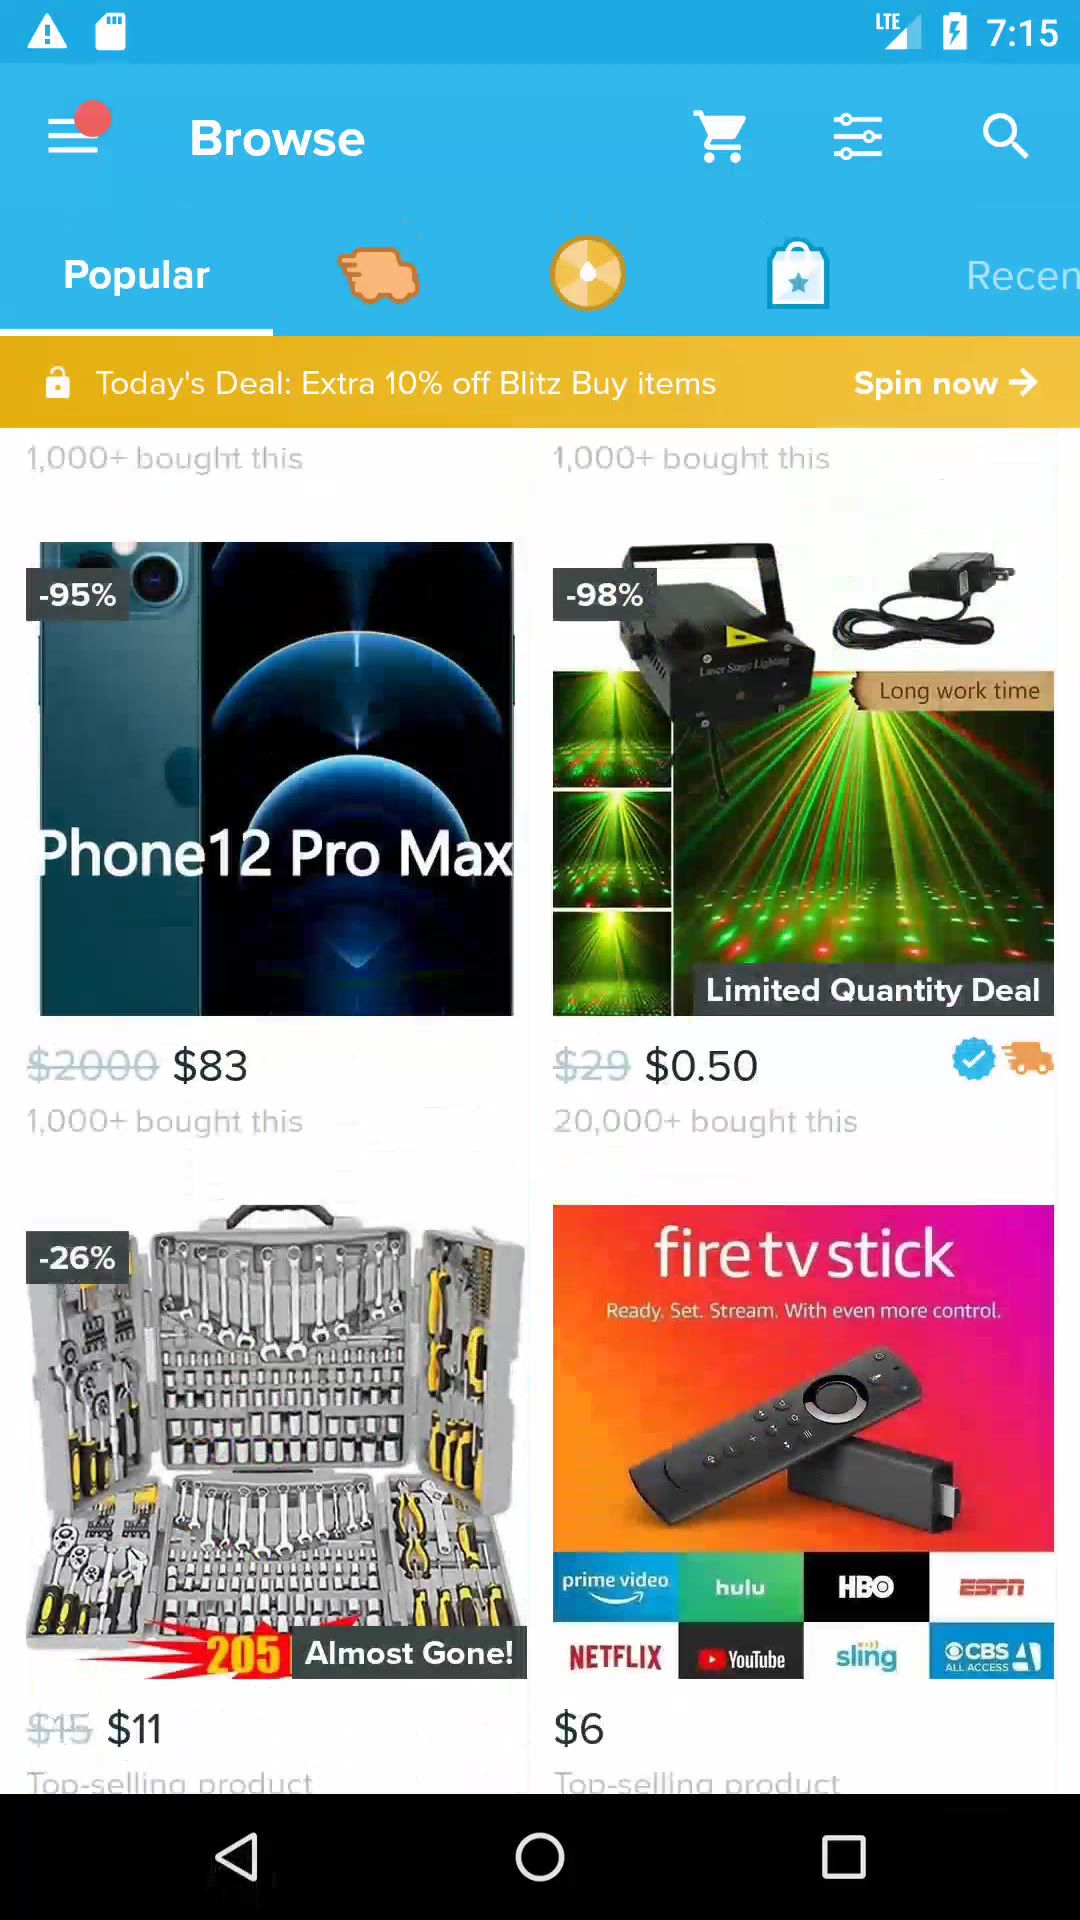 LTE 7:15
Browse
Popular
Recen
Today's Deal: Extra 10% off Blitz Buy items Spin now
1,000+ bought this
1,000+ bought this
-95%
Phone12 Pro Max
-98%
Laser Stage Lighting
Long work time
Limited Quantity Deal
$2000 $83
1,000+ bought this
$29 $0.50
20,000+ bought this
-26%
205
Almost Gone!
$15 $11
Top-selling product
fire tv stick
Ready. Set. Stream. With even more control.
prime video hulu HBO ESPN
NETFLIX YouTube sling CBS
ALL ACCESS
$6
Top-selling product